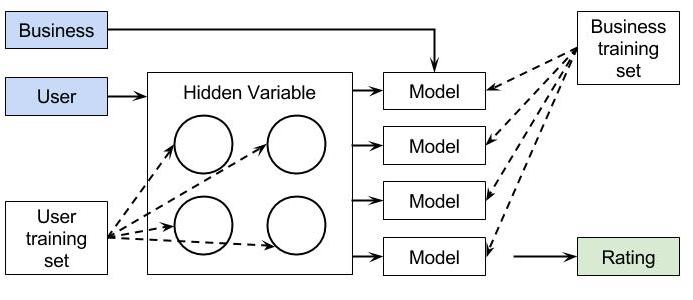 Business
User
Hidden Variable
User
training
set
Model
Model
Model
Model
Business
training
set
Rating